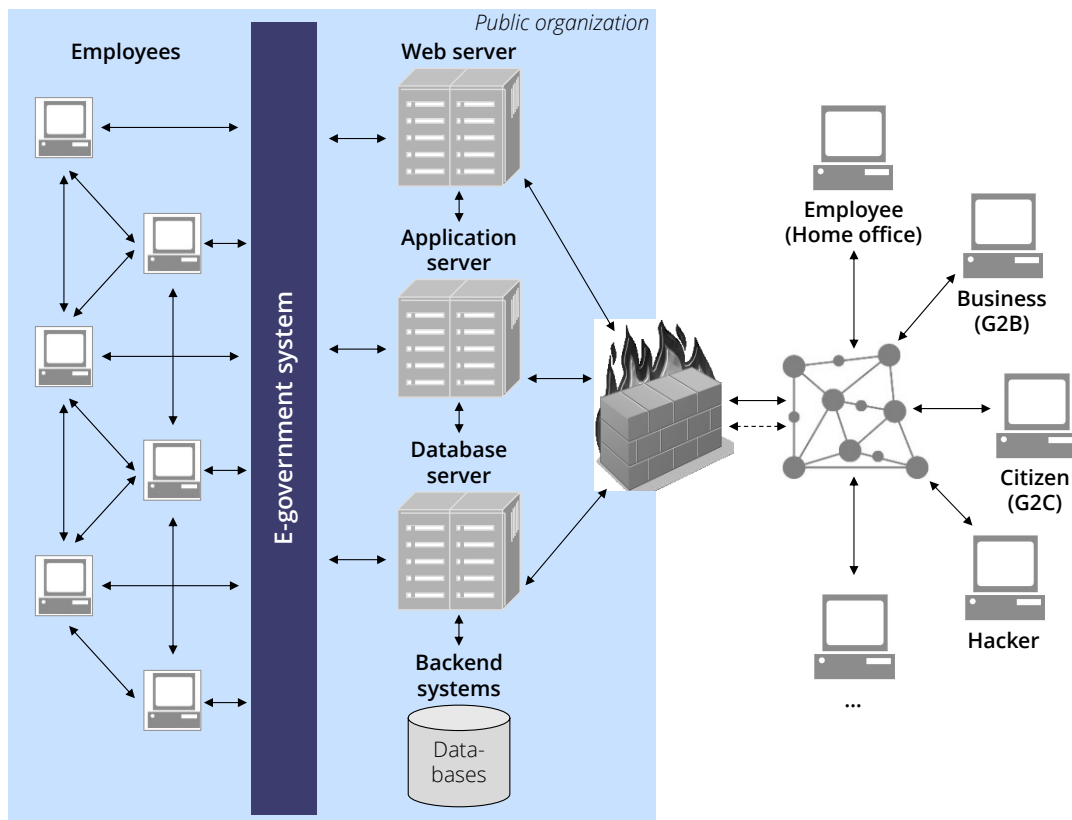 Public organization
Employees
Web server
Application
server
Database
server
Backend
systems
Data-
bases
E-government system
Employee
(Home office)
Business
(G2B)
Citizen
(G2C)
Hacker
...